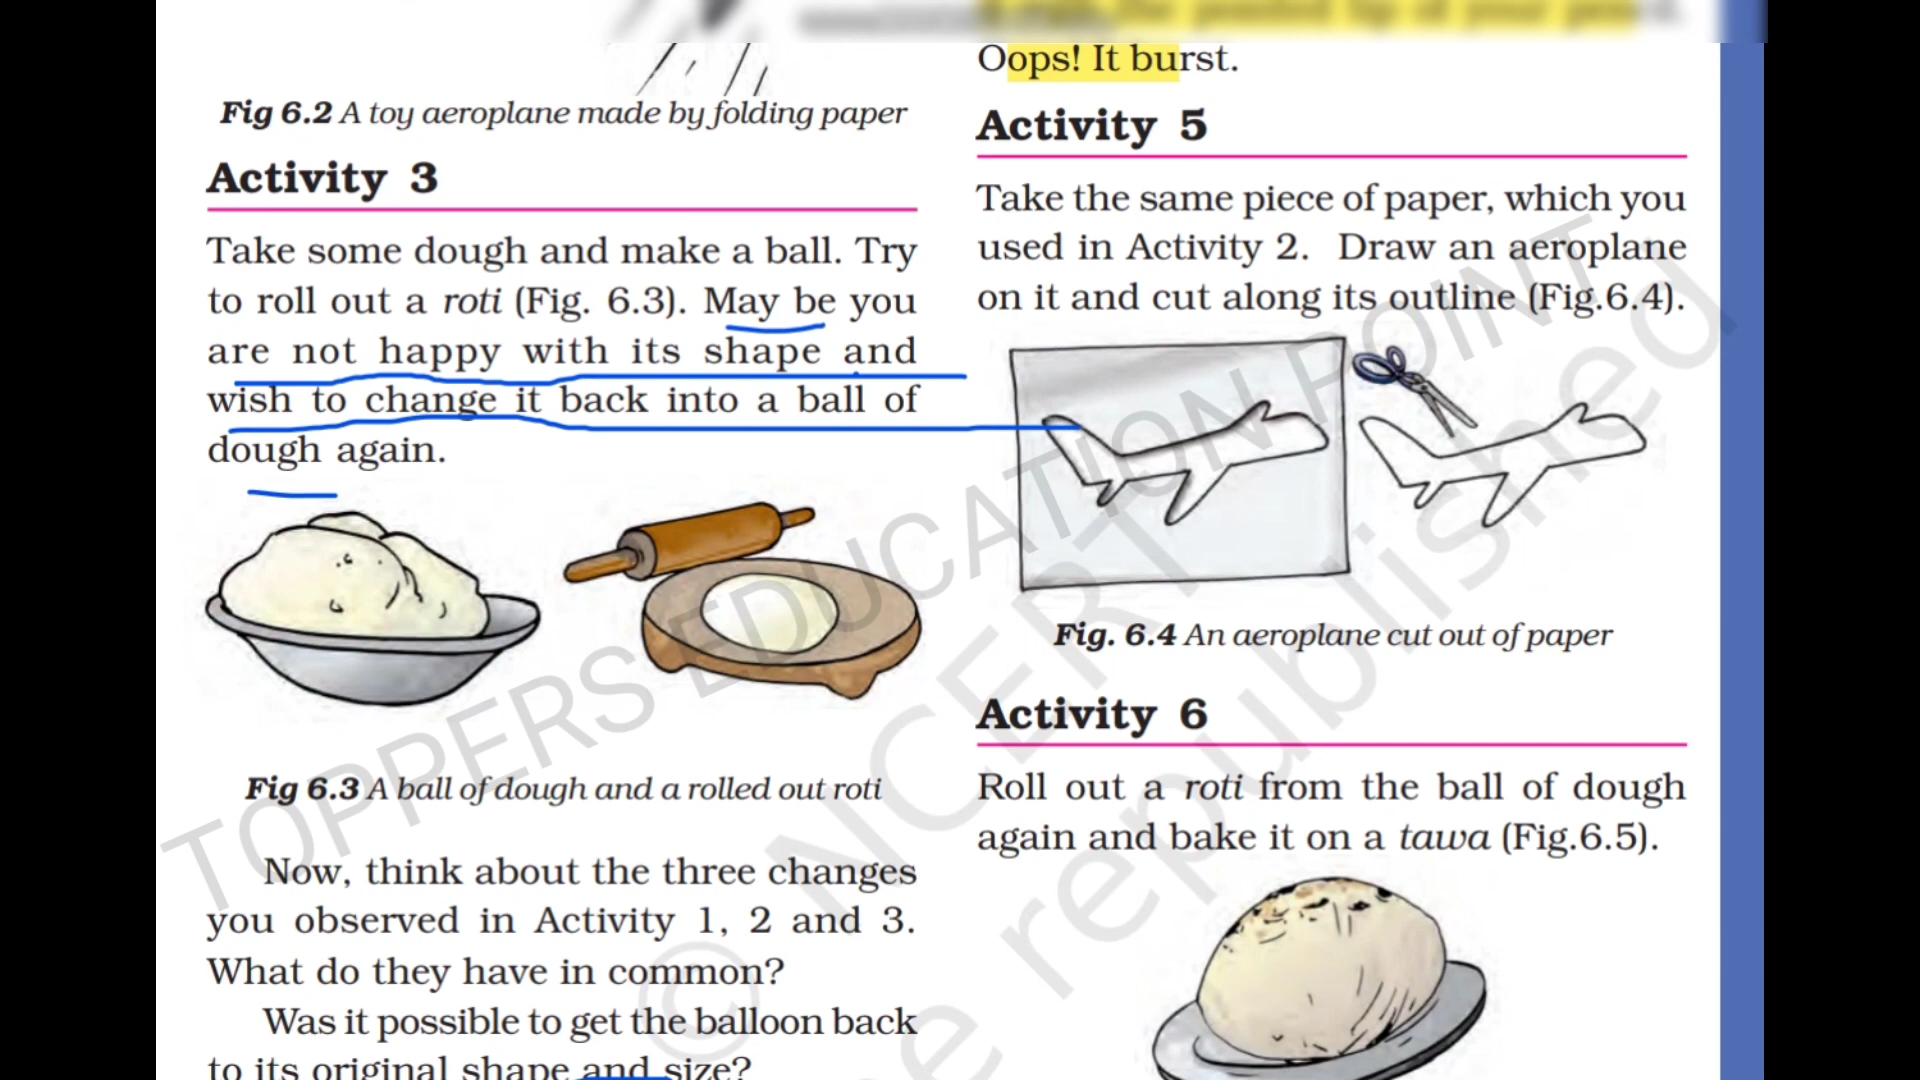 Fig 6.2 A toy aeroplane made by folding paper
Activity 3
Take some dough and make a ball. Try
to roll out a roti (Fig. 6.3). May be you
are not happy with its shape and
wish to change it back into a ball of
dough again.
Fig 6.3 A ball of dough and a rolled out roti
Now, think about the three changes
you observed in Activity 1, 2 and 3.
What do they have in common?
Was it possible to get the balloon back
to its original shape and size?
Oops! It burst.
Activity 5
Take the same piece of paper, which you
used in Activity 2. Draw an aeroplane
on it and cut along its outline (Fig.6.4).
Fig. 6.4 An aeroplane cut out of paper
Activity 6
Roll out a roti from the ball of dough
again and bake it on a tawa (Fig.6.5).
TOPPERS EDUCATION POINT
© NCERT
be republished